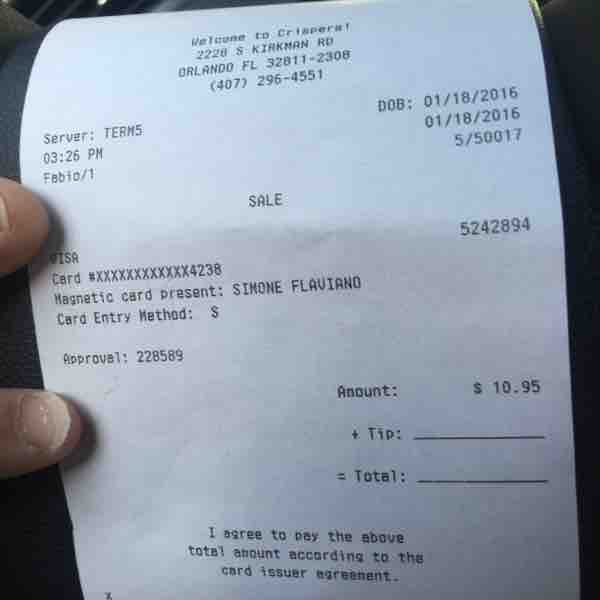 Welcome to Crispers!
2220 S KIRKMAN RD
ORLANDO FL 32811-2308
(407) 296-4551
DOB: 01/18/2016
Server: TERM5
01/18/2016
03:26 PM
5/50017
Fabio/1
SALE
5242894
VISA
Card #XXXXXXXXXXXX4238
Magnetic card present: SIMONE FLAVIANO
Card Entry Method: S
Approval: 228589
Amount: $ 10.95
+ Tip:
= Total:
I agree to pay the above
total amount according to the
card issuer agreement.
X